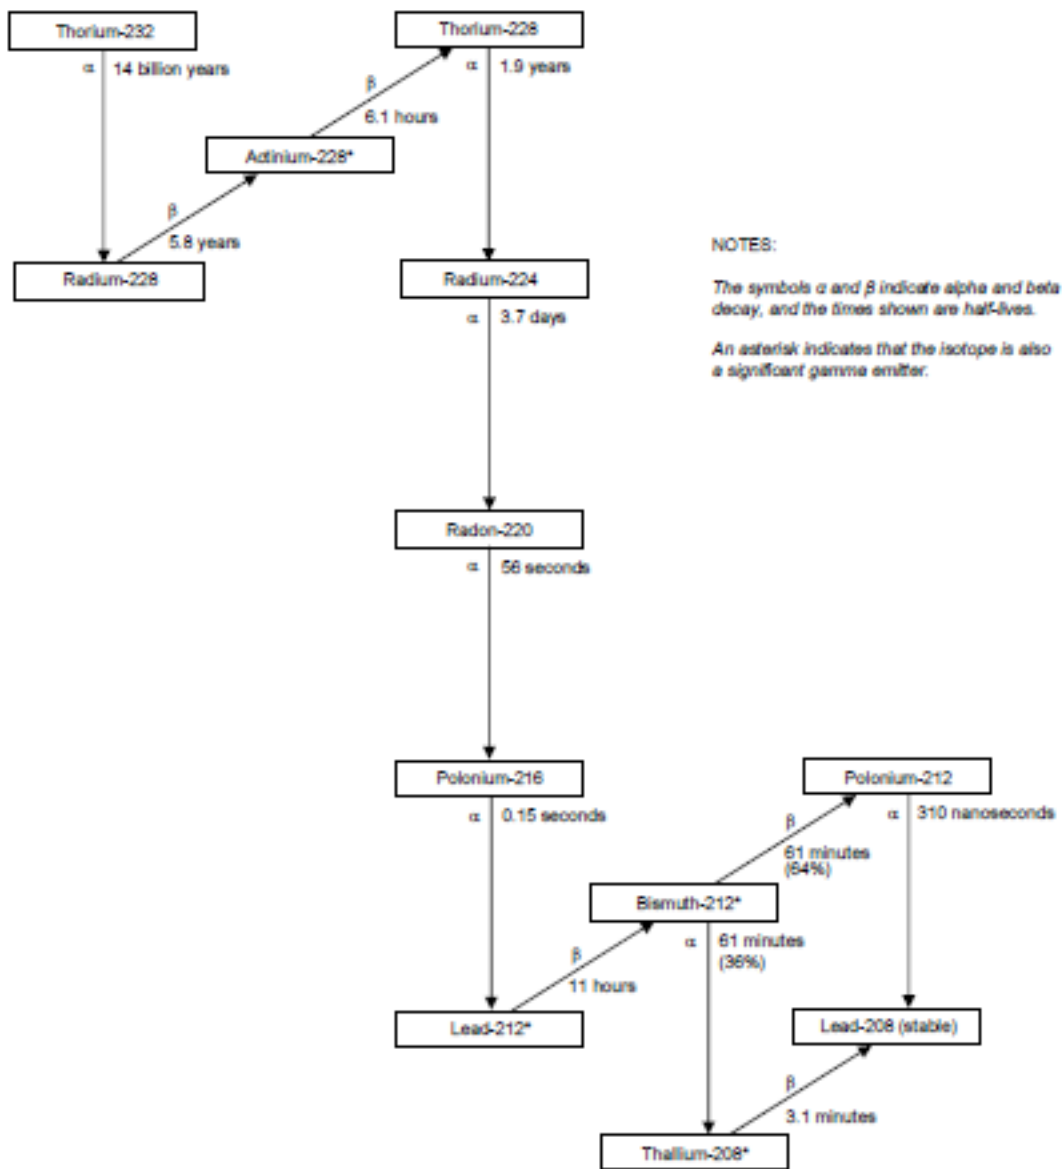 Thorium-232
Thorium-228
α 14 billion years
α 1.9 years
β
6.1 hours
Actinium-228*
β
5.8 years
Radium-228
Radium-224
α 3.7 days
NOTES:
The symbols α and β indicate alpha and beta
decay, and the times shown are half-lives.
An asterisk indicates that the isotope is also
a significant gamma emitter.
Radon-220
α 56 seconds
Polonium-216
α 0.15 seconds
Polonium-212
α 310 nanoseconds
β
61 minutes
(64%)
Bismuth-212*
α 61 minutes
(36%)
β
11 hours
Lead-212*
Lead-208 (stable)
β
3.1 minutes
Thallium-208*